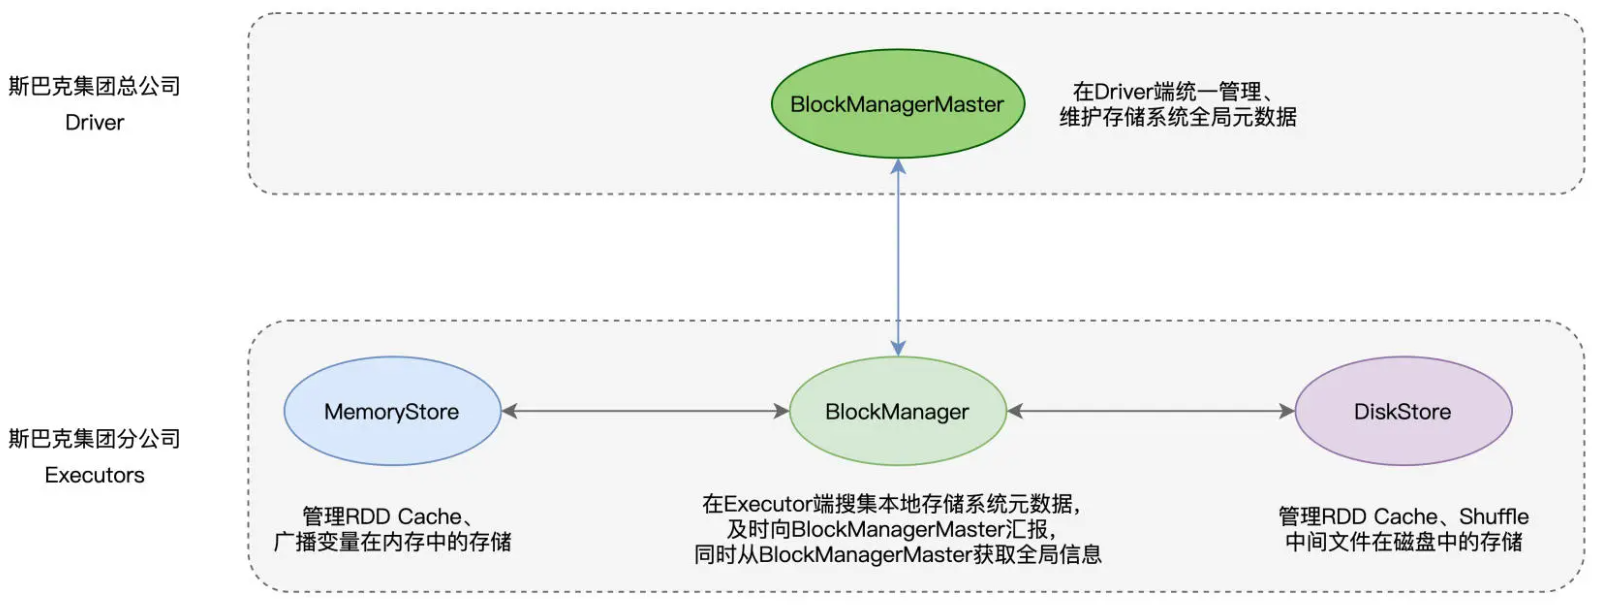 斯巴克集团总公司
Driver
BlockManagerMaster
在Driver端统一管理、
维护存储系统全局元数据
斯巴克集团分公司
Executors
MemoryStore
BlockManager
DiskStore
管理RDD Cache、
广播变量在内存中的存储
在Executor端搜集本地存储系统元数据，
及时向BlockManagerMaster汇报，
同时从BlockManagerMaster获取全局信息
管理RDD Cache、Shuffle
中间文件在磁盘中的存储